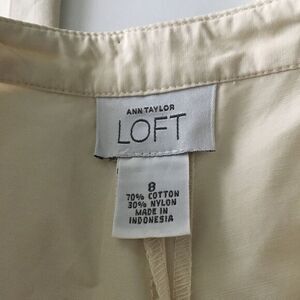 ANN TAYLOR
LOFT
8
70% COTTON
30% NYLON
MADE IN
INDONESIA